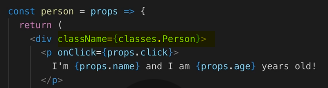 const person = props => {
return (
<div className={classes.Person}>
<p onClick={props.click}>
I'm {props.name} and I am {props.age} years old!
</p>